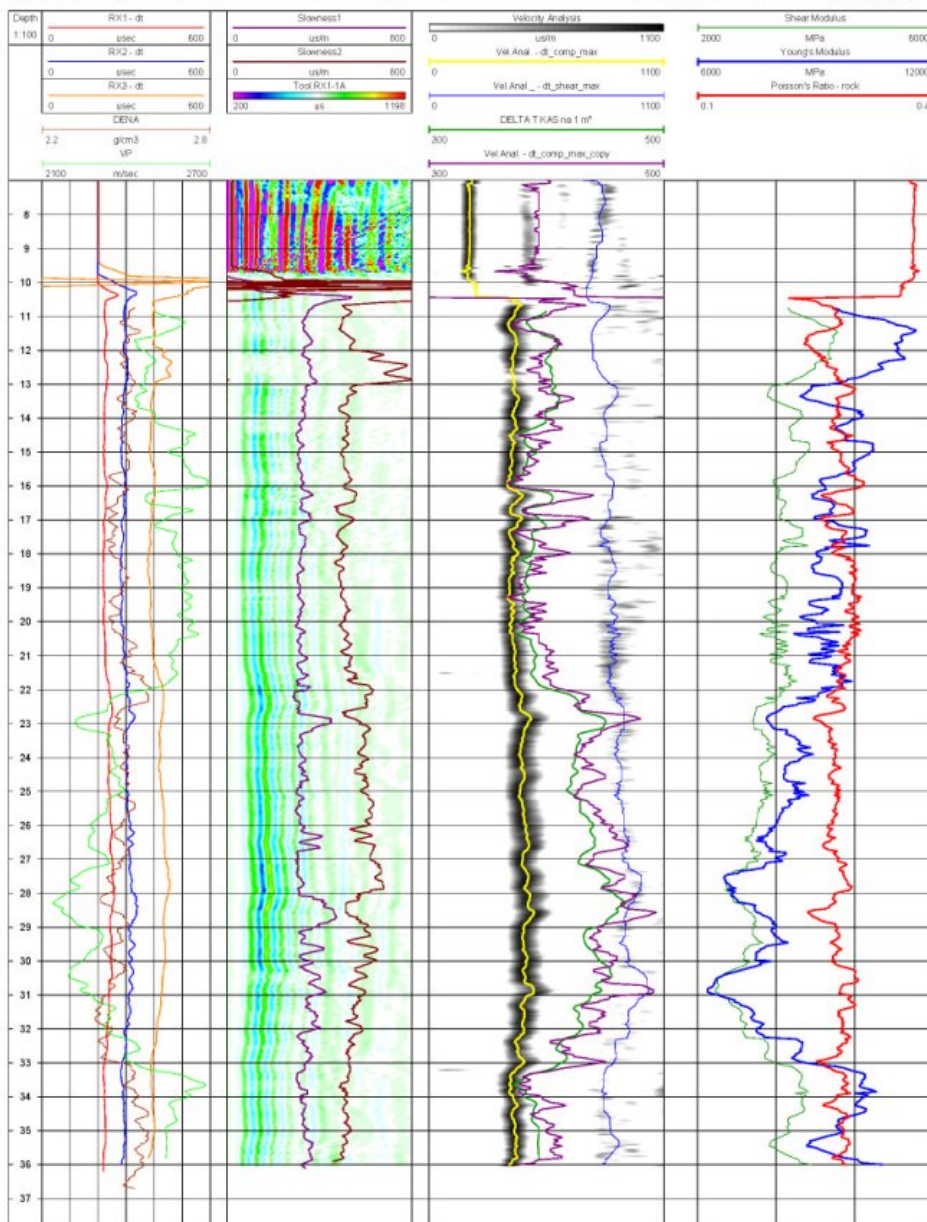 Depth
1:100
RX1 - dt
0 µsec 600
RX2 - dt
0 µsec 600
RX3 - dt
0 µsec 600
DENA
2.2 g/cm3 2.8
VP
2100 m/sec 2700
Slowness1
0 us/m 800
Slowness2
0 us/m 800
Tool RX1-1A
200 us 1198
Velocity Analysis
0 us/m 1100
Vel.Anal. - dt_comp_max
0 1100
Vel.Anal._ - dt_shear_max
0 1100
DELTA T KAS na 1 m"
300 500
Vel.Anal. - dt_comp_max_copy
300 500
Shear Modulus
2000 MPa 6000
Young's Modulus
6000 MPa 12000
Poisson's Ratio - rock
0.1 0.4
8
9
10
11
12
13
14
15
16
17
18
19
20
21
22
23
24
25
26
27
28
29
30
31
32
33
34
35
36
37